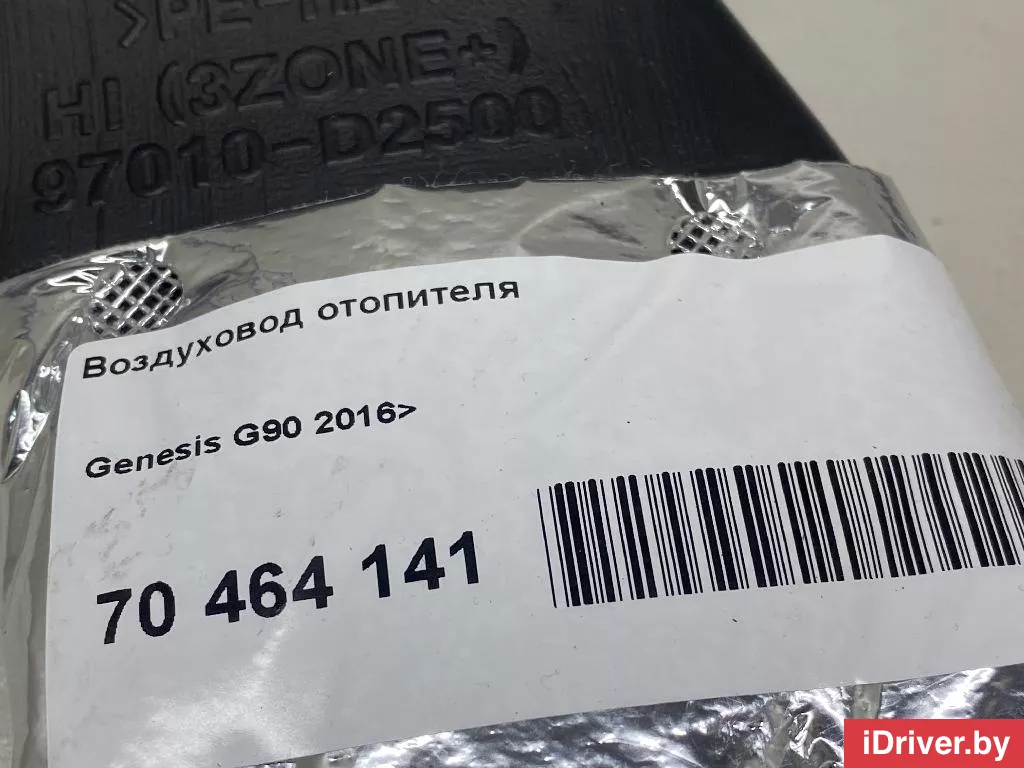 HI (3ZONE+)
97010-D2500
Воздуховод отопителя
Genesis G90 2016>
70 464 141
iDriver.by